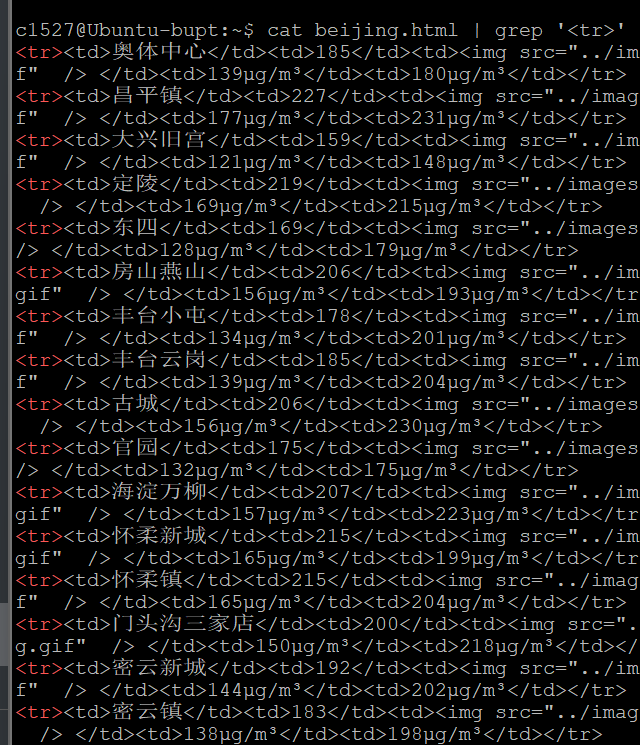 c1527@Ubuntu-bupt:~$ cat beijing.html | grep '<tr>'
<tr><td>奥体中心</td><td>185</td><td><img src="../im
f"  /> </td><td>139μg/m³</td><td>180μg/m³</td></tr>
<tr><td>昌平镇</td><td>227</td><td><img src="../imag
f"  /> </td><td>177μg/m³</td><td>231μg/m³</td></tr>
<tr><td>大兴旧宫</td><td>159</td><td><img src="../im
f"  /> </td><td>121μg/m³</td><td>148μg/m³</td></tr>
<tr><td>定陵</td><td>219</td><td><img src="../images
  /> </td><td>169μg/m³</td><td>215μg/m³</td></tr>
<tr><td>东四</td><td>169</td><td><img src="../images
/> </td><td>128μg/m³</td><td>179μg/m³</td></tr>
<tr><td>房山燕山</td><td>206</td><td><img src="../im
gif"  /> </td><td>156μg/m³</td><td>193μg/m³</td></tr
<tr><td>丰台小屯</td><td>178</td><td><img src="../im
f"  /> </td><td>134μg/m³</td><td>201μg/m³</td></tr>
<tr><td>丰台云岗</td><td>185</td><td><img src="../im
f"  /> </td><td>139μg/m³</td><td>204μg/m³</td></tr>
<tr><td>古城</td><td>206</td><td><img src="../images
  /> </td><td>156μg/m³</td><td>230μg/m³</td></tr>
<tr><td>官园</td><td>175</td><td><img src="../images
/> </td><td>132μg/m³</td><td>175μg/m³</td></tr>
<tr><td>海淀万柳</td><td>207</td><td><img src="../im
gif"  /> </td><td>157μg/m³</td><td>223μg/m³</td></tr
<tr><td>怀柔新城</td><td>215</td><td><img src="../im
gif"  /> </td><td>165μg/m³</td><td>199μg/m³</td></tr
<tr><td>怀柔镇</td><td>215</td><td><img src="../imag
f"  /> </td><td>165μg/m³</td><td>204μg/m³</td></tr>
<tr><td>门头沟三家店</td><td>200</td><td><img src=".
g.gif"  /> </td><td>150μg/m³</td><td>218μg/m³</td></
<tr><td>密云新城</td><td>192</td><td><img src="../im
f"  /> </td><td>144μg/m³</td><td>202μg/m³</td></tr>
<tr><td>密云镇</td><td>183</td><td><img src="../imag
  /> </td><td>138μg/m³</td><td>198μg/m³</td></tr>